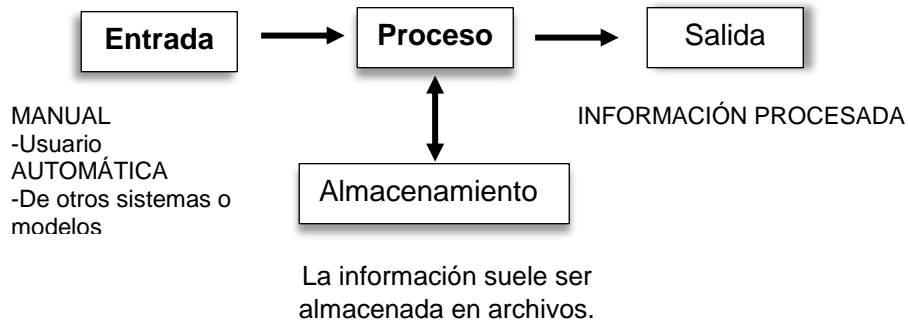 Entrada
Proceso
Salida
MANUAL
-Usuario
AUTOMÁTICA
-De otros sistemas o
modelos
INFORMACIÓN PROCESADA
Almacenamiento
La información suele ser
almacenada en archivos.